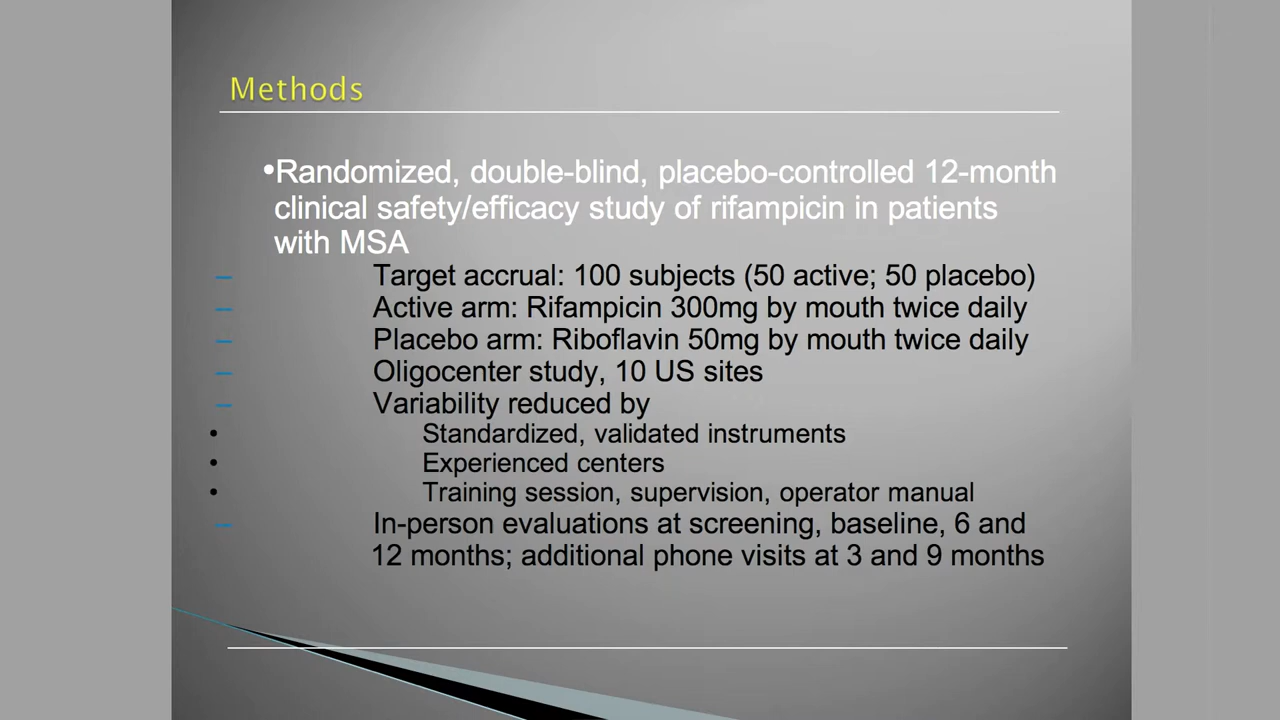 Methods
•Randomized, double-blind, placebo-controlled 12-month
clinical safety/efficacy study of rifampicin in patients
with MSA
– Target accrual: 100 subjects (50 active; 50 placebo)
– Active arm: Rifampicin 300mg by mouth twice daily
– Placebo arm: Riboflavin 50mg by mouth twice daily
– Oligocenter study, 10 US sites
– Variability reduced by
• Standardized, validated instruments
• Experienced centers
• Training session, supervision, operator manual
– In-person evaluations at screening, baseline, 6 and
12 months; additional phone visits at 3 and 9 months